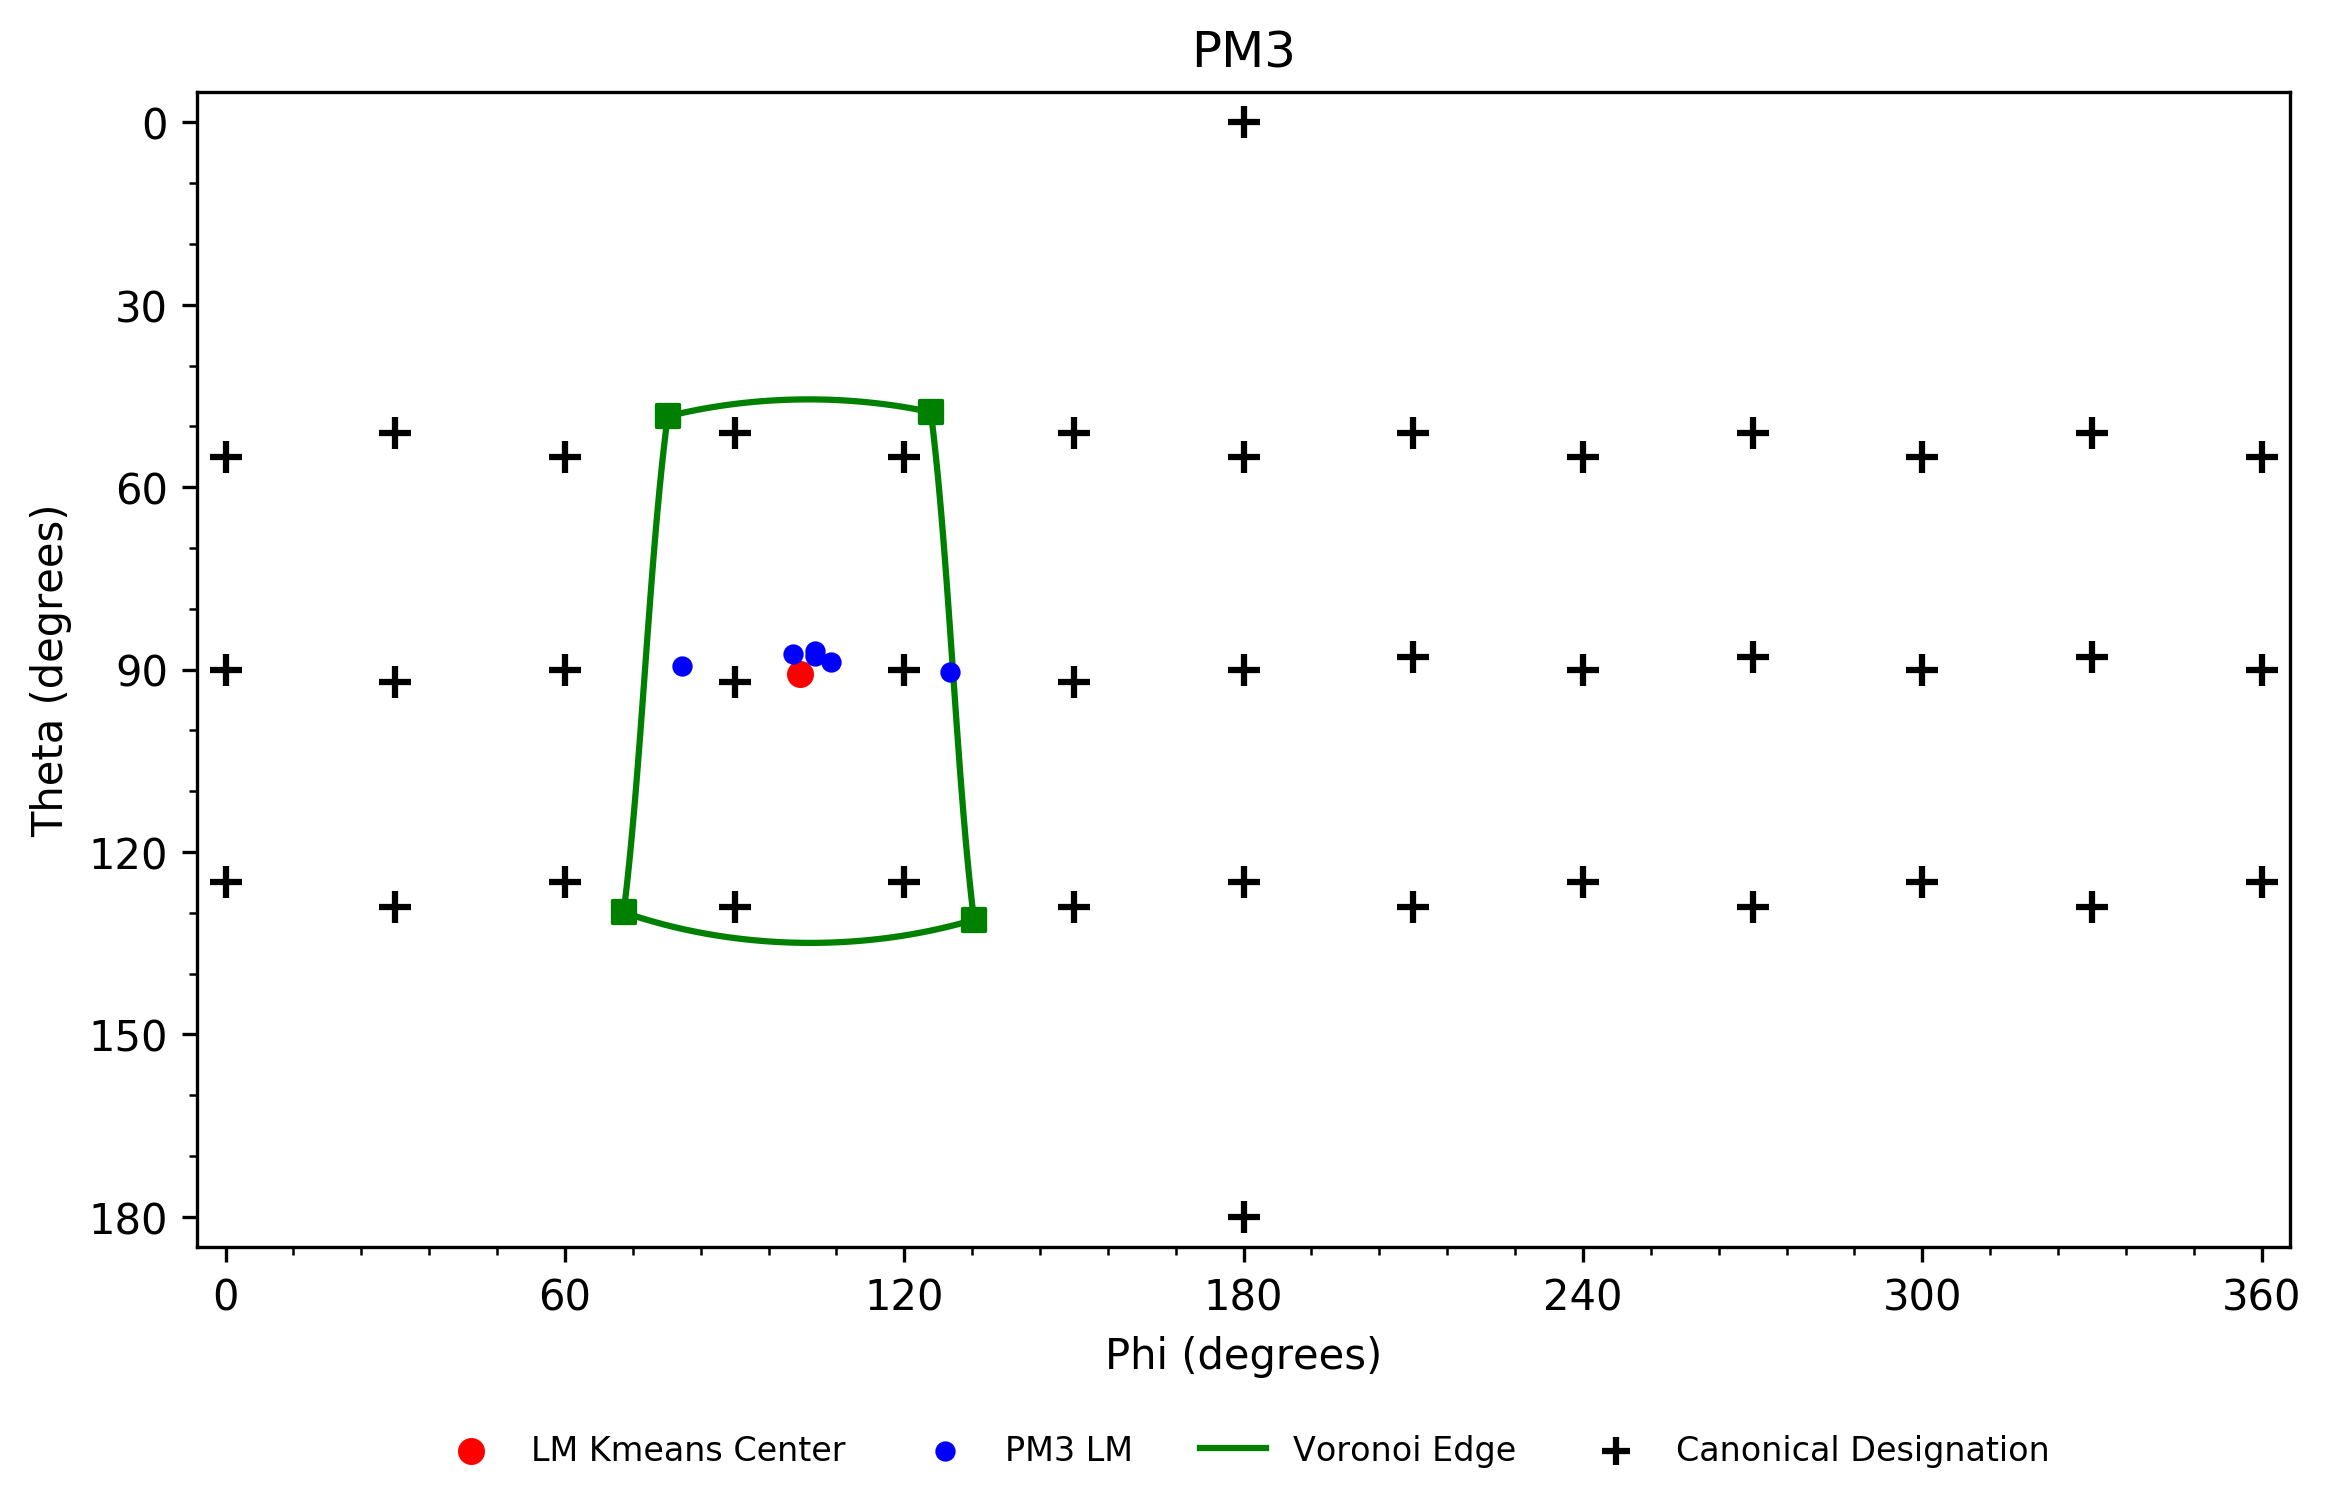 PM3
0
30
60
90
120
150
180
Theta (degrees)
0 60 120 180 240 300 360
Phi (degrees)
LM Kmeans Center PM3 LM Voronoi Edge Canonical Designation